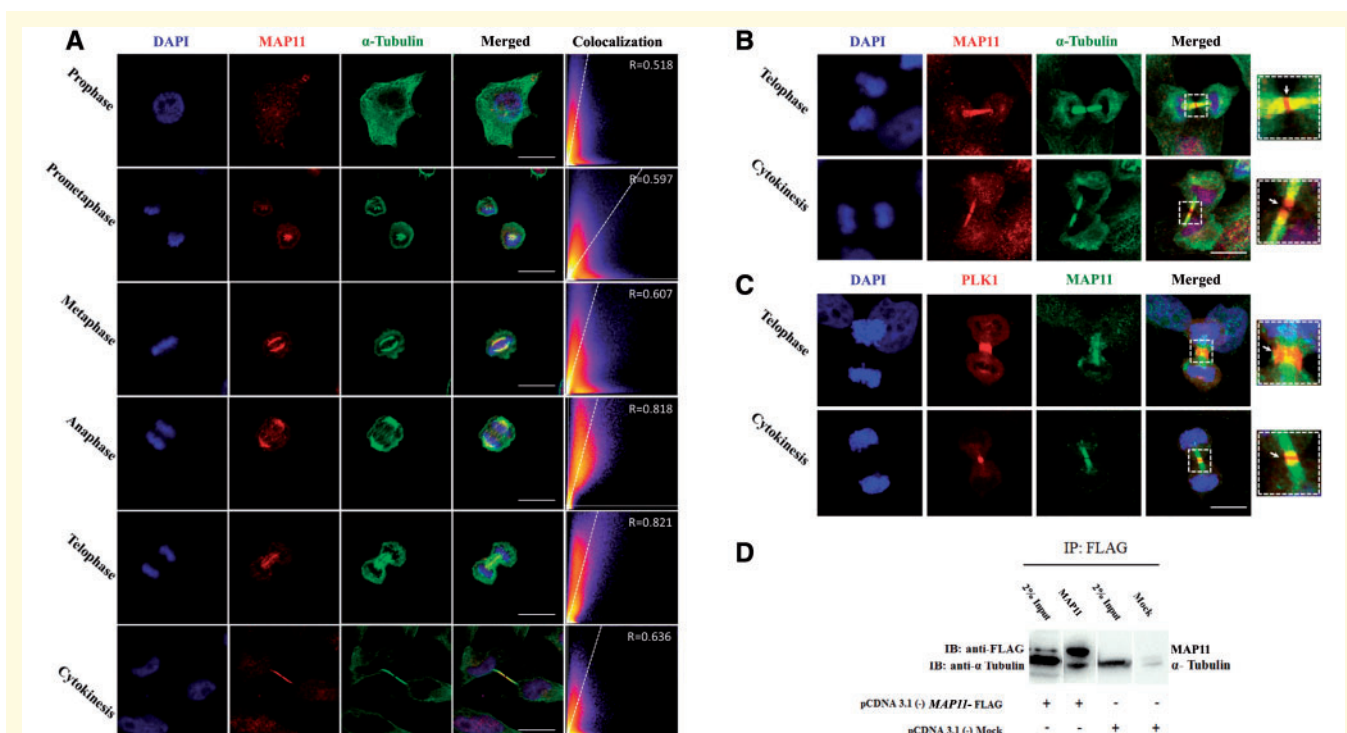 A
DAPI MAP11 α-Tubulin Merged Colocalization
Prophase R=0.518
Prometaphase R=0.597
Metaphase R=0.607
Anaphase R=0.818
Telophase R=0.821
Cytokinesis R=0.636
B
DAPI MAP11 α-Tubulin Merged
Telophase
Cytokinesis
C
DAPI PLK1 MAP11 Merged
Telophase
Cytokinesis
D
IP: FLAG
2% Input MAP11 2% Input Mock
IB: anti-FLAG MAP11
IB: anti-α Tubulin α- Tubulin
pCDNA 3.1 (-) MAP11- FLAG + + - -
pCDNA 3.1 (-) Mock - - + +